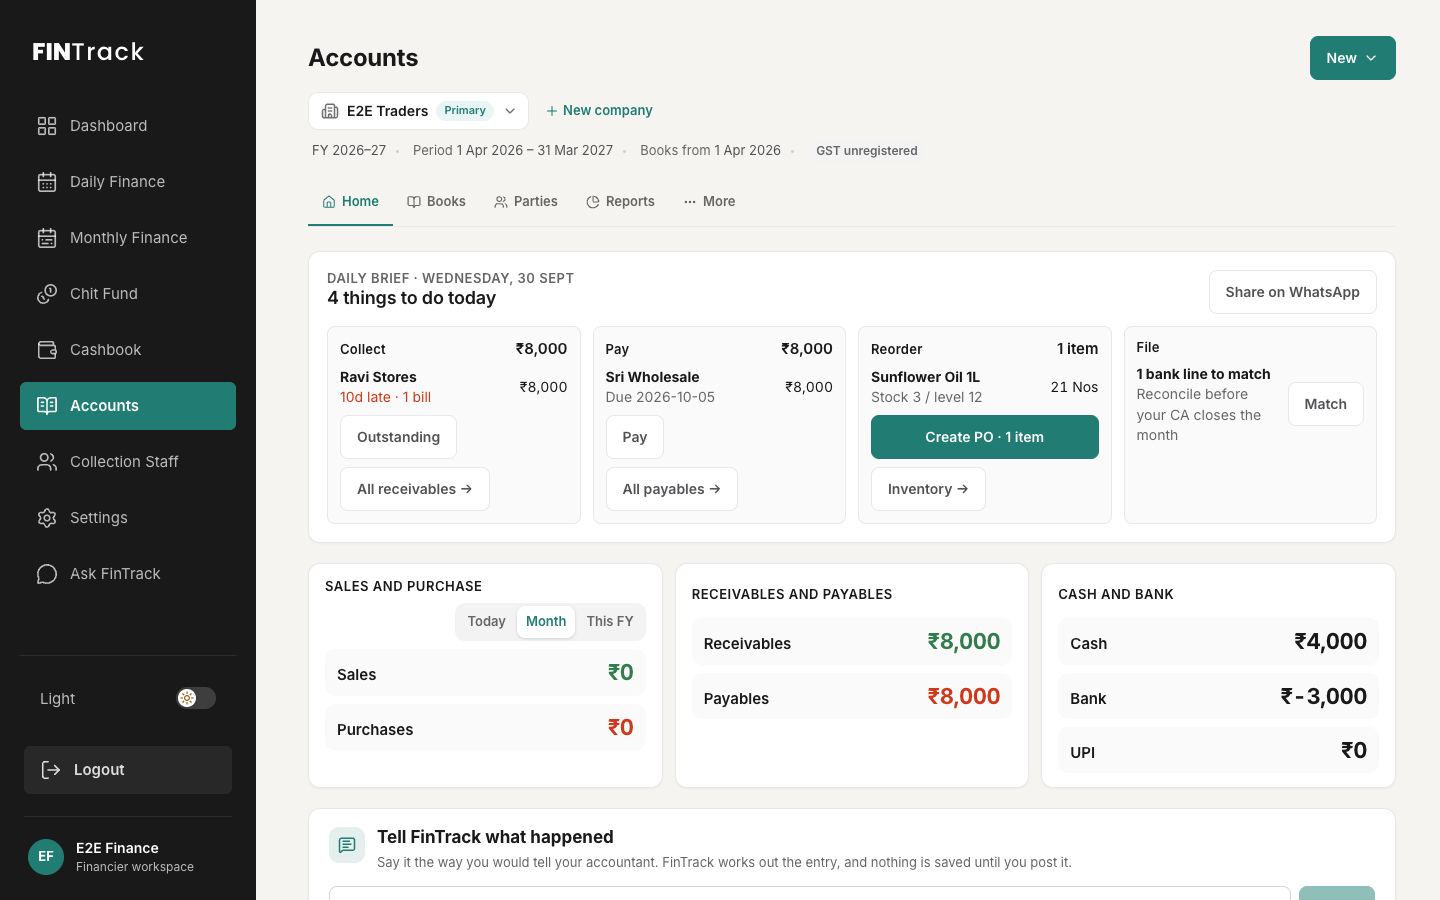 FINTrack
Dashboard
Daily Finance
Monthly Finance
Chit Fund
Cashbook
Accounts
Collection Staff
Settings
Ask FinTrack
Light
Logout
EF
E2E Finance
Financier workspace
Accounts
New
E2E Traders Primary
+ New company
FY 2026–27 • Period 1 Apr 2026 – 31 Mar 2027 • Books from 1 Apr 2026 • GST unregistered
Home Books Parties Reports ··· More
DAILY BRIEF · WEDNESDAY, 30 SEPT
4 things to do today
Share on WhatsApp
Collect ₹8,000
Ravi Stores ₹8,000
10d late · 1 bill
Outstanding
All receivables →
Pay ₹8,000
Sri Wholesale ₹8,000
Due 2026-10-05
Pay
All payables →
Reorder 1 item
Sunflower Oil 1L 21 Nos
Stock 3 / level 12
Create PO · 1 item
Inventory →
File
1 bank line to match
Reconcile before
your CA closes the
month
Match
SALES AND PURCHASE
Today Month This FY
Sales ₹0
Purchases ₹0
RECEIVABLES AND PAYABLES
Receivables ₹8,000
Payables ₹8,000
CASH AND BANK
Cash ₹4,000
Bank ₹-3,000
UPI ₹0
Tell FinTrack what happened
Say it the way you would tell your accountant. FinTrack works out the entry, and nothing is saved until you post it.